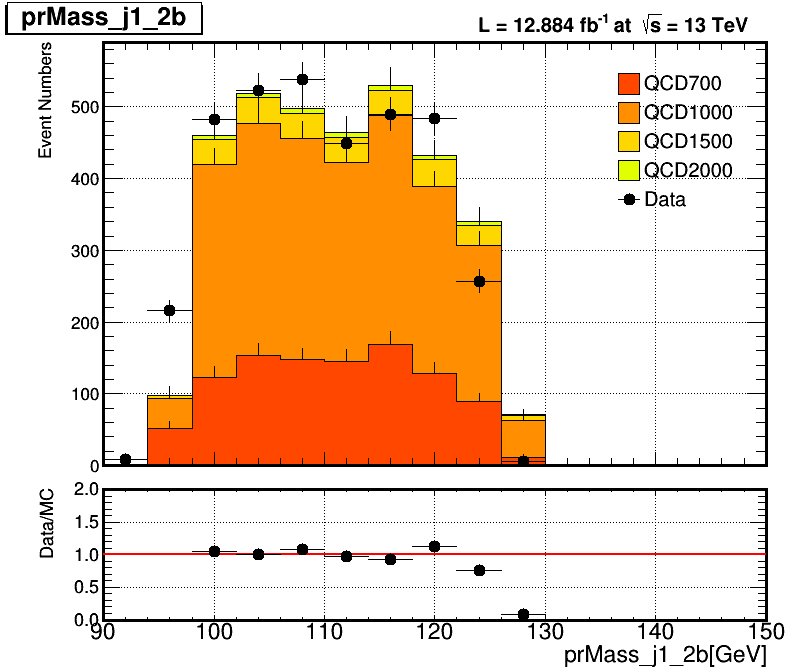 prMass_j1_2b
L = 12.884 fb⁻¹ at √s = 13 TeV
Event Numbers
500
400
300
200
100
0
QCD700
QCD1000
QCD1500
QCD2000
Data
Data/MC
2.0
1.5
1.0
0.5
0.0
90 100 110 120 130 140 150
prMass_j1_2b[GeV]